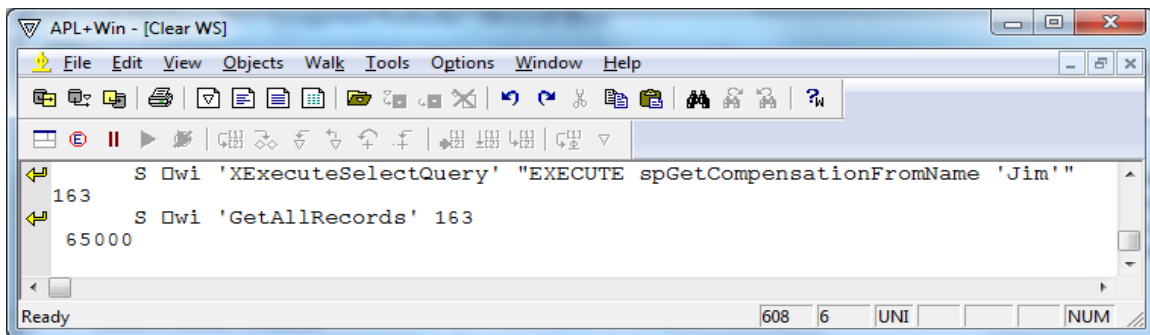 APL+Win - [Clear WS]
File Edit View Objects Walk Tools Options Window Help
S ⎕wi 'XExecuteSelectQuery' "EXECUTE spGetCompensationFromName 'Jim'"
163
S ⎕wi 'GetAllRecords' 163
65000
Ready 608 6 UNI NUM